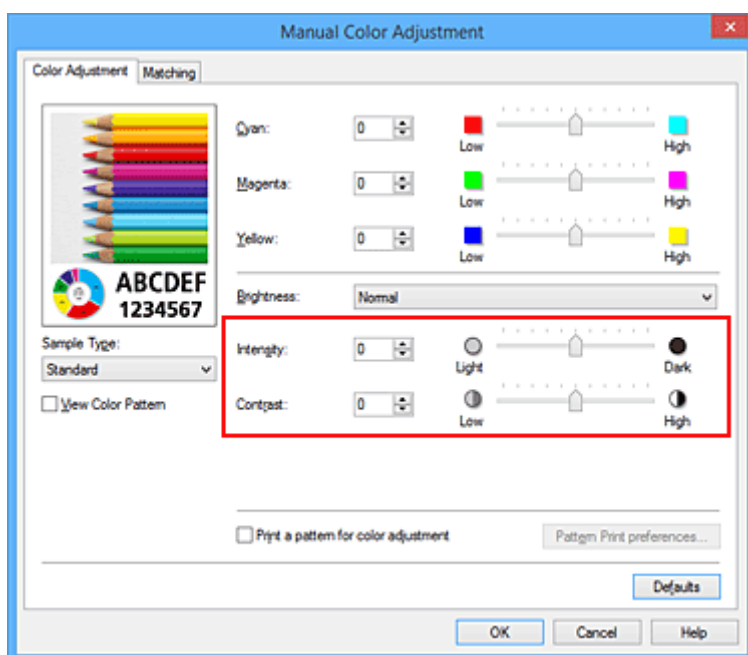 Manual Color Adjustment
Color Adjustment Matching
Cyan: 0 Low High
Magenta: 0 Low High
Yellow: 0 Low High
ABCDEF
1234567
Brightness: Normal
Sample Type:
Standard
View Color Pattern
Intensity: 0 Light Dark
Contrast: 0 Low High
Print a pattern for color adjustment Pattern Print preferences...
Defaults
OK Cancel Help